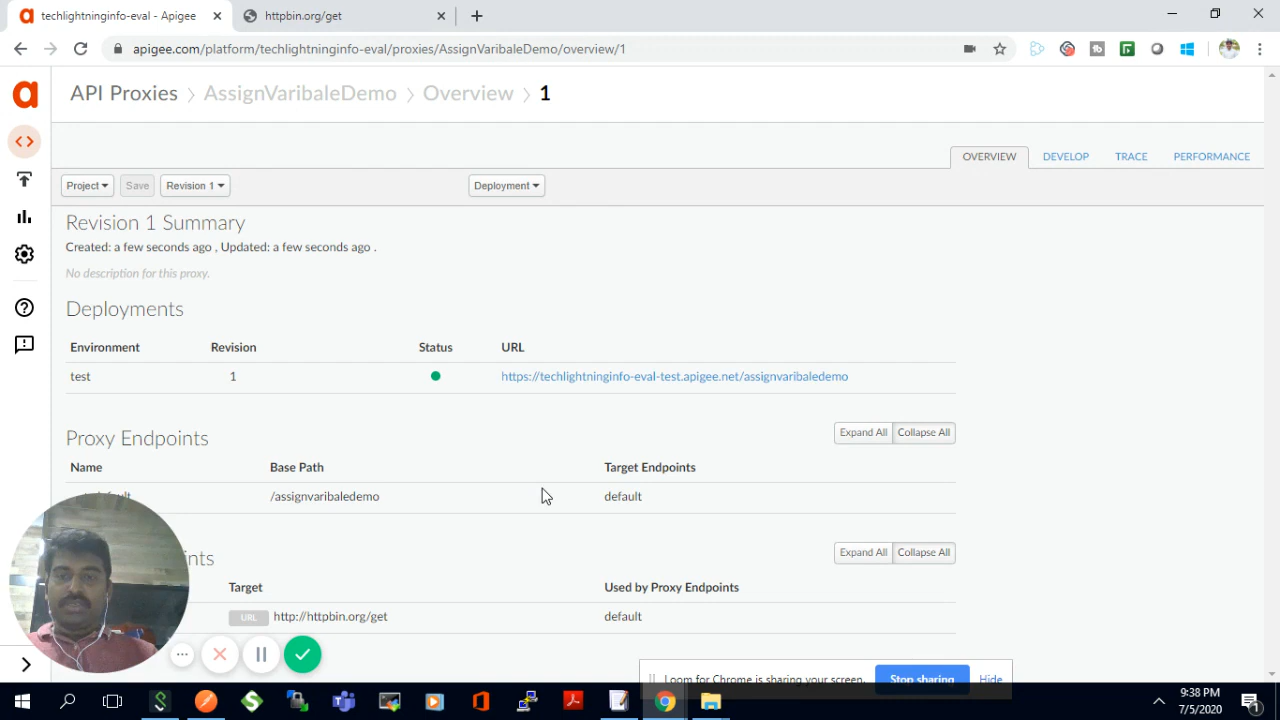 techlightninginfo-eval - Apigee
httpbin.org/get
apigee.com/platform/techlightninginfo-eval/proxies/AssignVaribaleDemo/overview/1
API Proxies > AssignVaribaleDemo > Overview > 1
OVERVIEW DEVELOP TRACE PERFORMANCE
Project Save Revision 1 Deployment
Revision 1 Summary
Created: a few seconds ago , Updated: a few seconds ago .
No description for this proxy.
Deployments
Environment Revision Status URL
test 1 https://techlightninginfo-eval-test.apigee.net/assignvaribaledemo
Proxy Endpoints Expand All Collapse All
Name Base Path Target Endpoints
/assignvaribaledemo default
Expand All Collapse All
Target Used by Proxy Endpoints
URL http://httpbin.org/get default
Loom for Chrome is sharing your screen. Stop sharing Hide
9:38 PM
7/5/2020